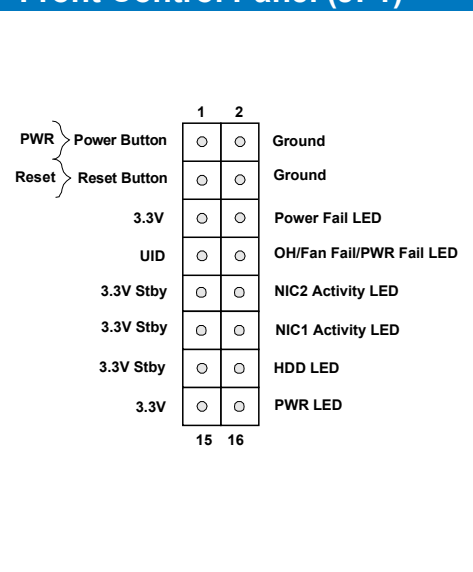 Front Control Panel (JF1)
1 2
PWR Power Button Ground
Reset Reset Button Ground
3.3V Power Fail LED
UID OH/Fan Fail/PWR Fail LED
3.3V Stby NIC2 Activity LED
3.3V Stby NIC1 Activity LED
3.3V Stby HDD LED
3.3V PWR LED
15 16